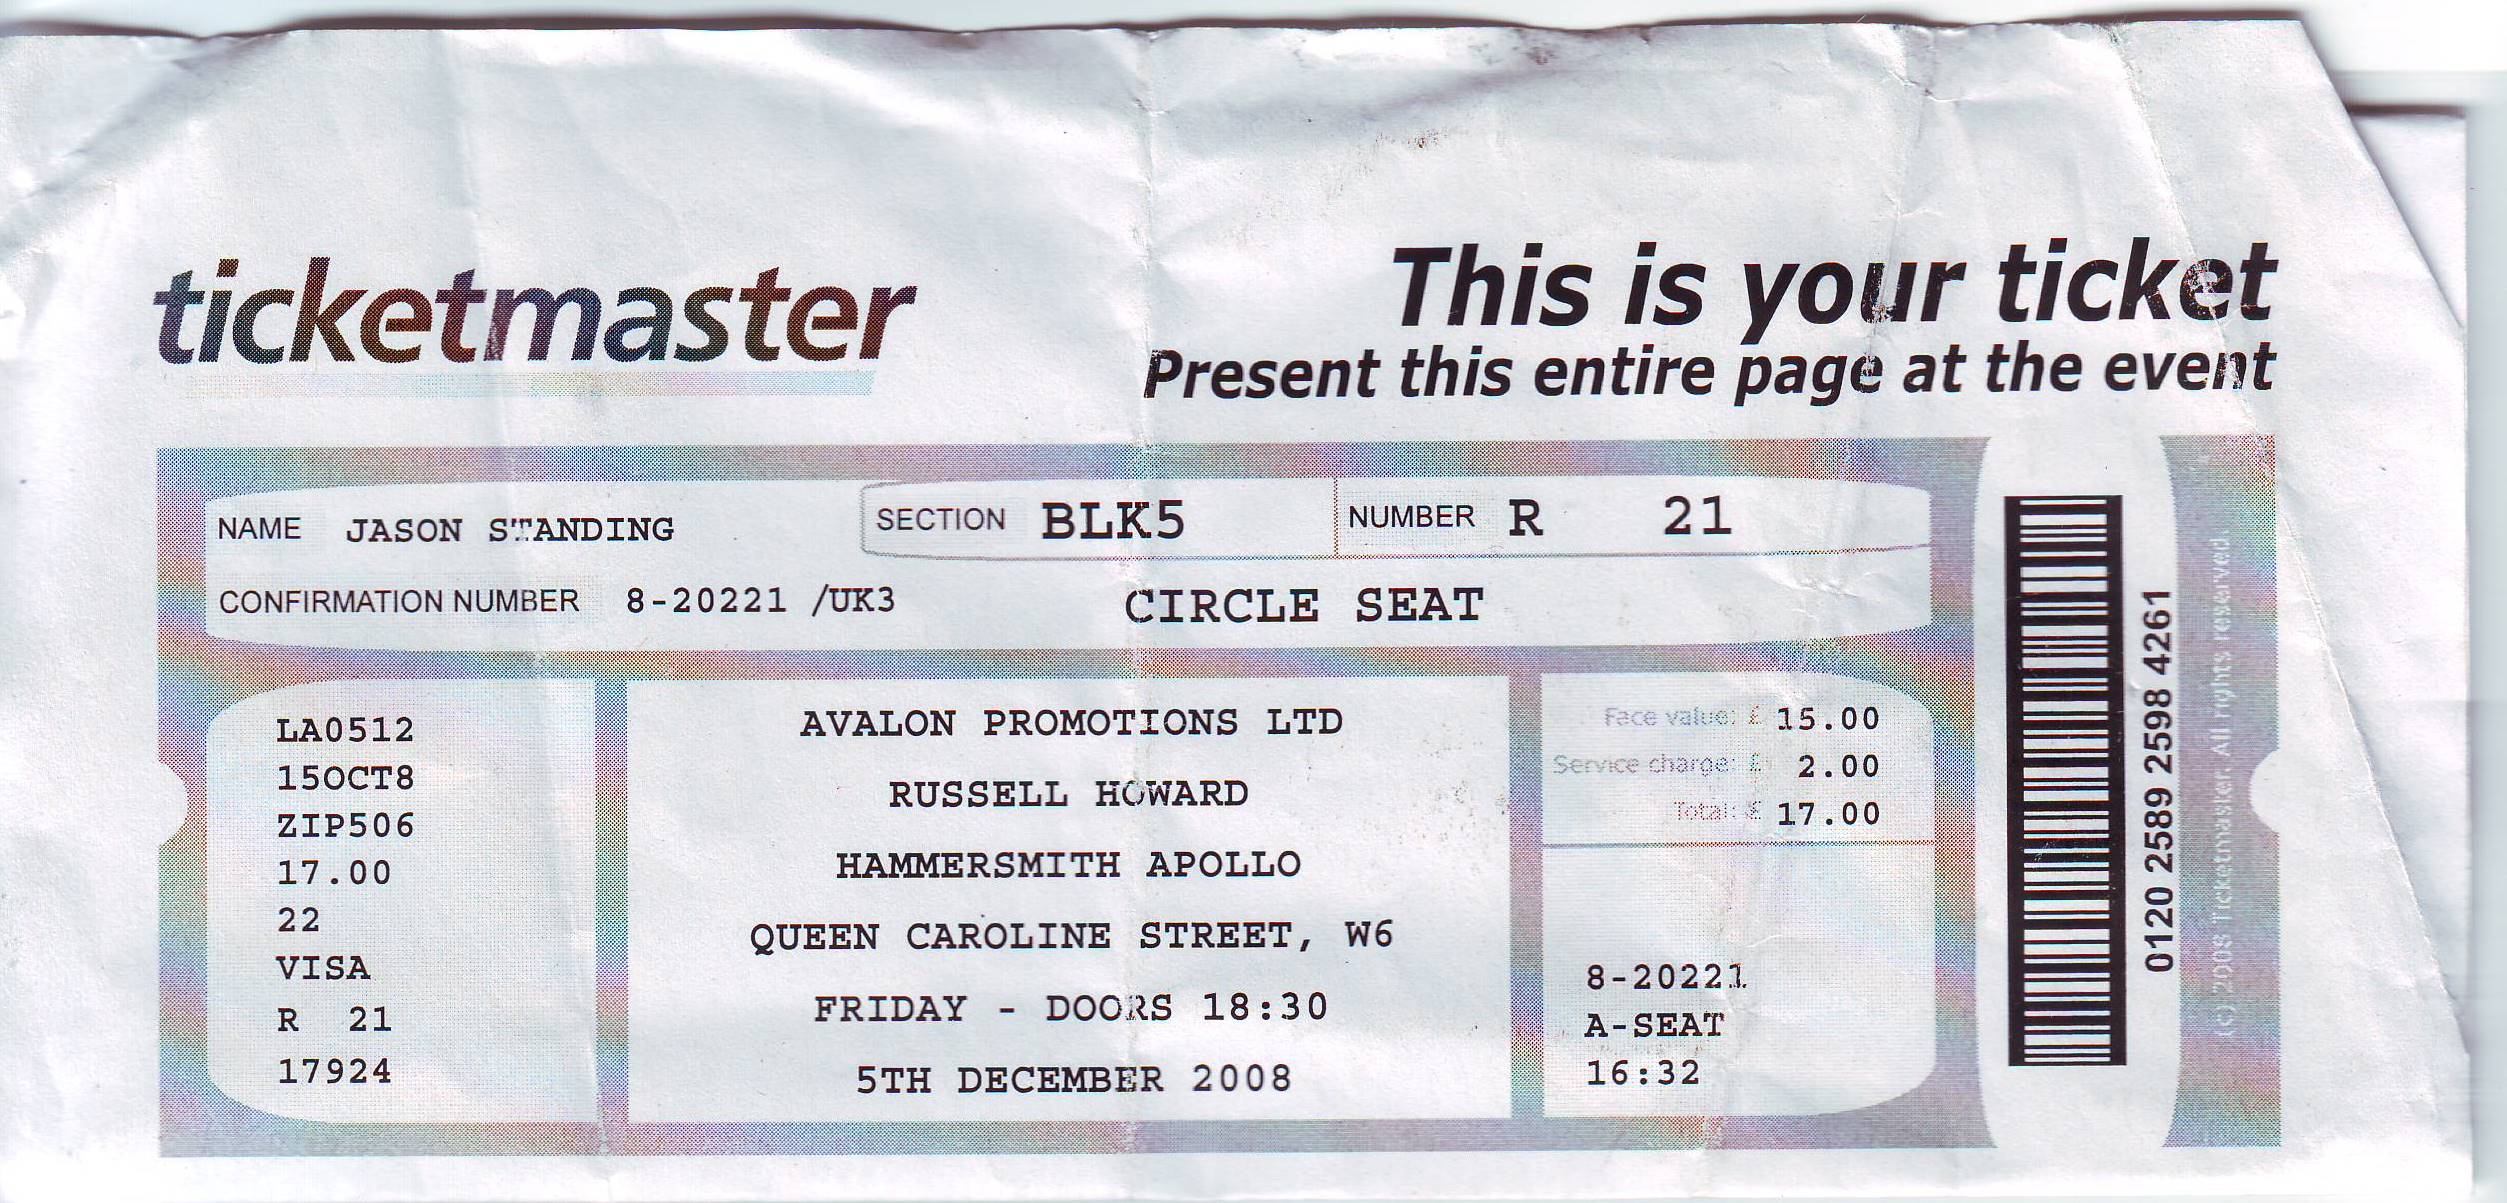 ticketmaster
This is your ticket
Present this entire page at the event
NAME JASON STANDING
SECTION BLK5
NUMBER R 21
CONFIRMATION NUMBER 8-20221 /UK3
CIRCLE SEAT
LA0512
15OCT8
ZIP506
17.00
22
VISA
R 21
17924
AVALON PROMOTIONS LTD
RUSSELL HOWARD
HAMMERSMITH APOLLO
QUEEN CAROLINE STREET, W6
FRIDAY - DOORS 18:30
5TH DECEMBER 2008
Face value: £ 15.00
Service charge: £ 2.00
Total: £ 17.00
8-20221
A-SEAT
16:32
0120 2589 2598 4261
(C) 2008 Ticketmaster. All rights reserved.